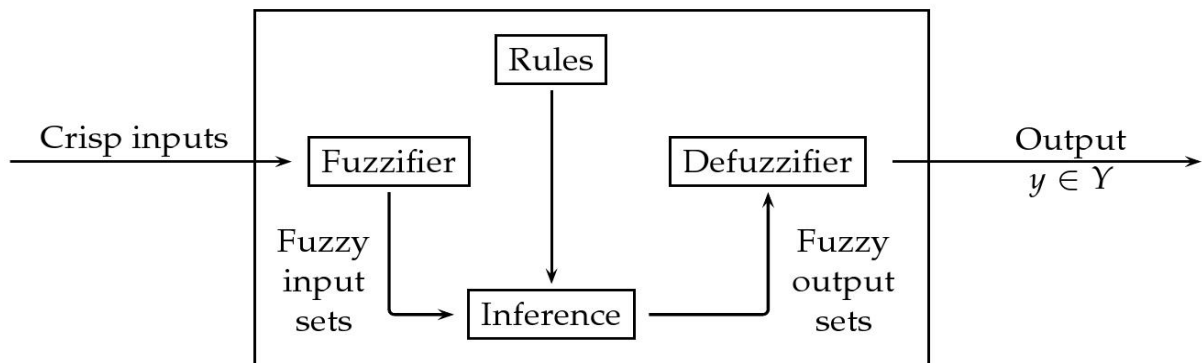 Rules
Crisp inputs
Fuzzifier
Defuzzifier
Output
y ∈ Y
Fuzzy
input
sets
Fuzzy
output
sets
Inference